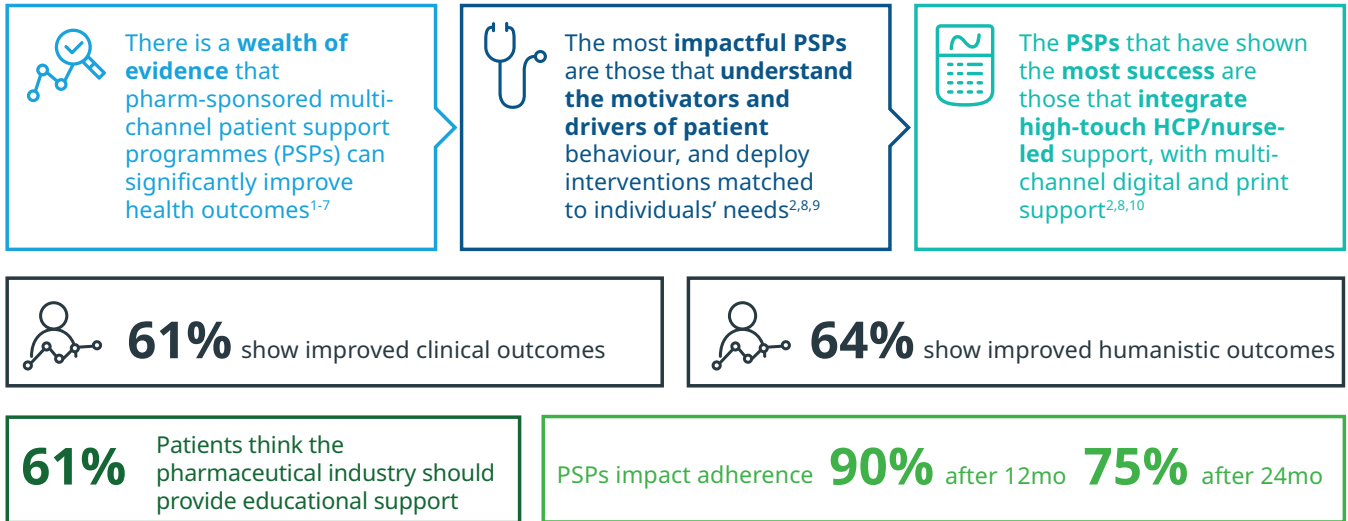 There is a wealth of
evidence that
pharm-sponsored multi-
channel patient support
programmes (PSPs) can
significantly improve
health outcomes1-7
The most impactful PSPs
are those that understand
the motivators and
drivers of patient
behaviour, and deploy
interventions matched
to individuals’ needs2,8,9
The PSPs that have shown
the most success are
those that integrate
high-touch HCP/nurse-
led support, with multi-
channel digital and print
support2,8,10
61% show improved clinical outcomes
64% show improved humanistic outcomes
61%
Patients think the
pharmaceutical industry should
provide educational support
PSPs impact adherence 90% after 12mo 75% after 24mo